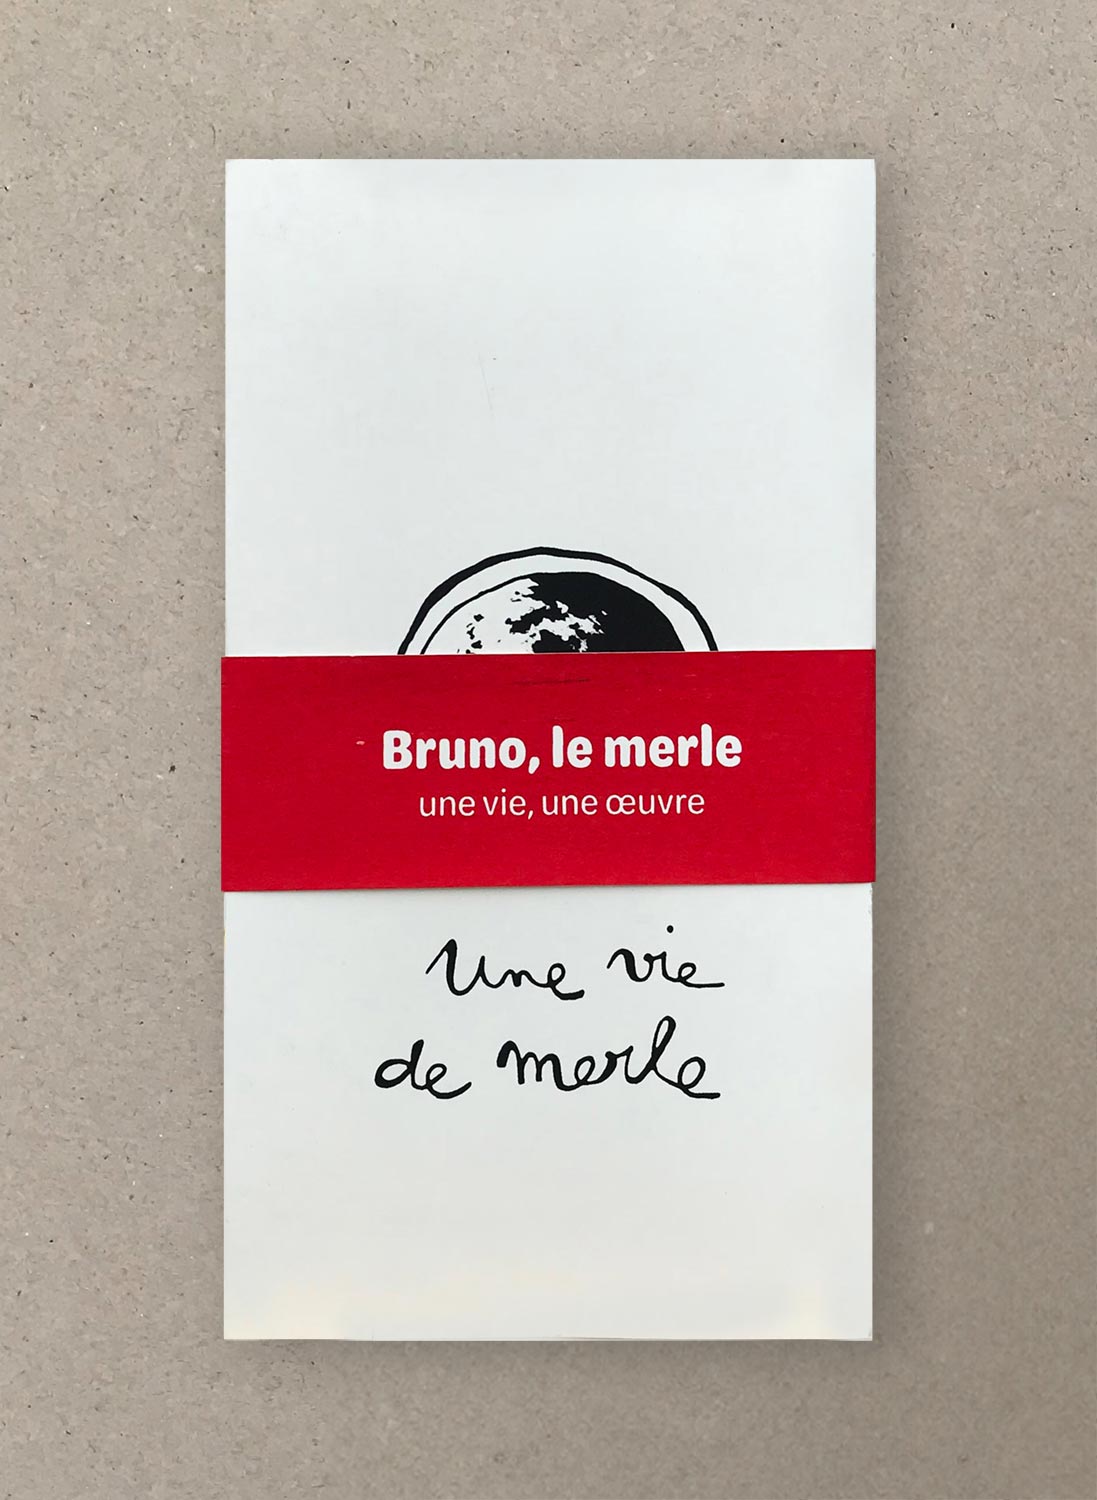 Bruno, le merle
une vie, une œuvre
Une vie
de merle